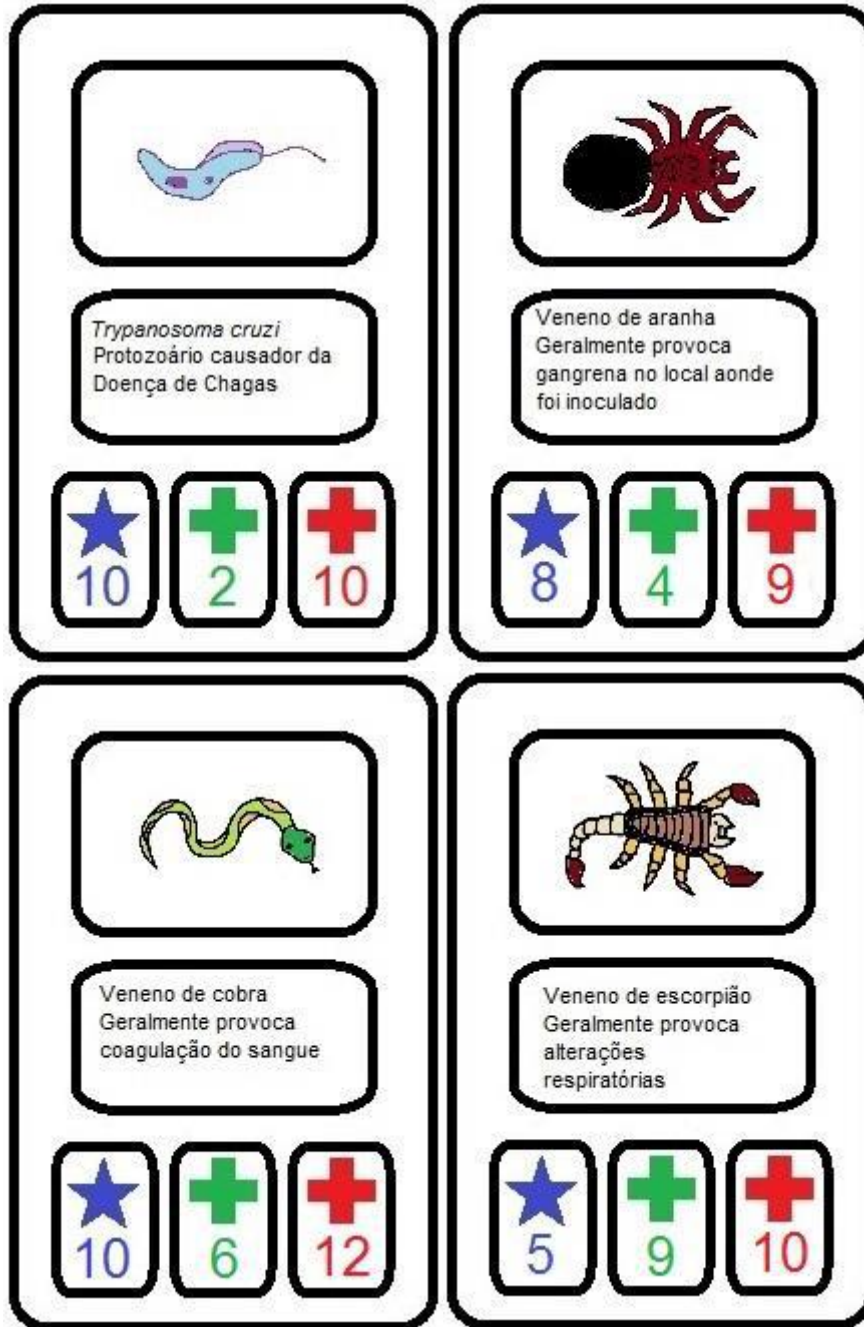 Trypanosoma cruzi
Protozoário causador da
Doença de Chagas
10 2 10
Veneno de aranha
Geralmente provoca
gangrena no local aonde
foi inoculado
8 4 9
Veneno de cobra
Geralmente provoca
coagulação do sangue
10 6 12
Veneno de escorpião
Geralmente provoca
alterações
respiratórias
5 9 10